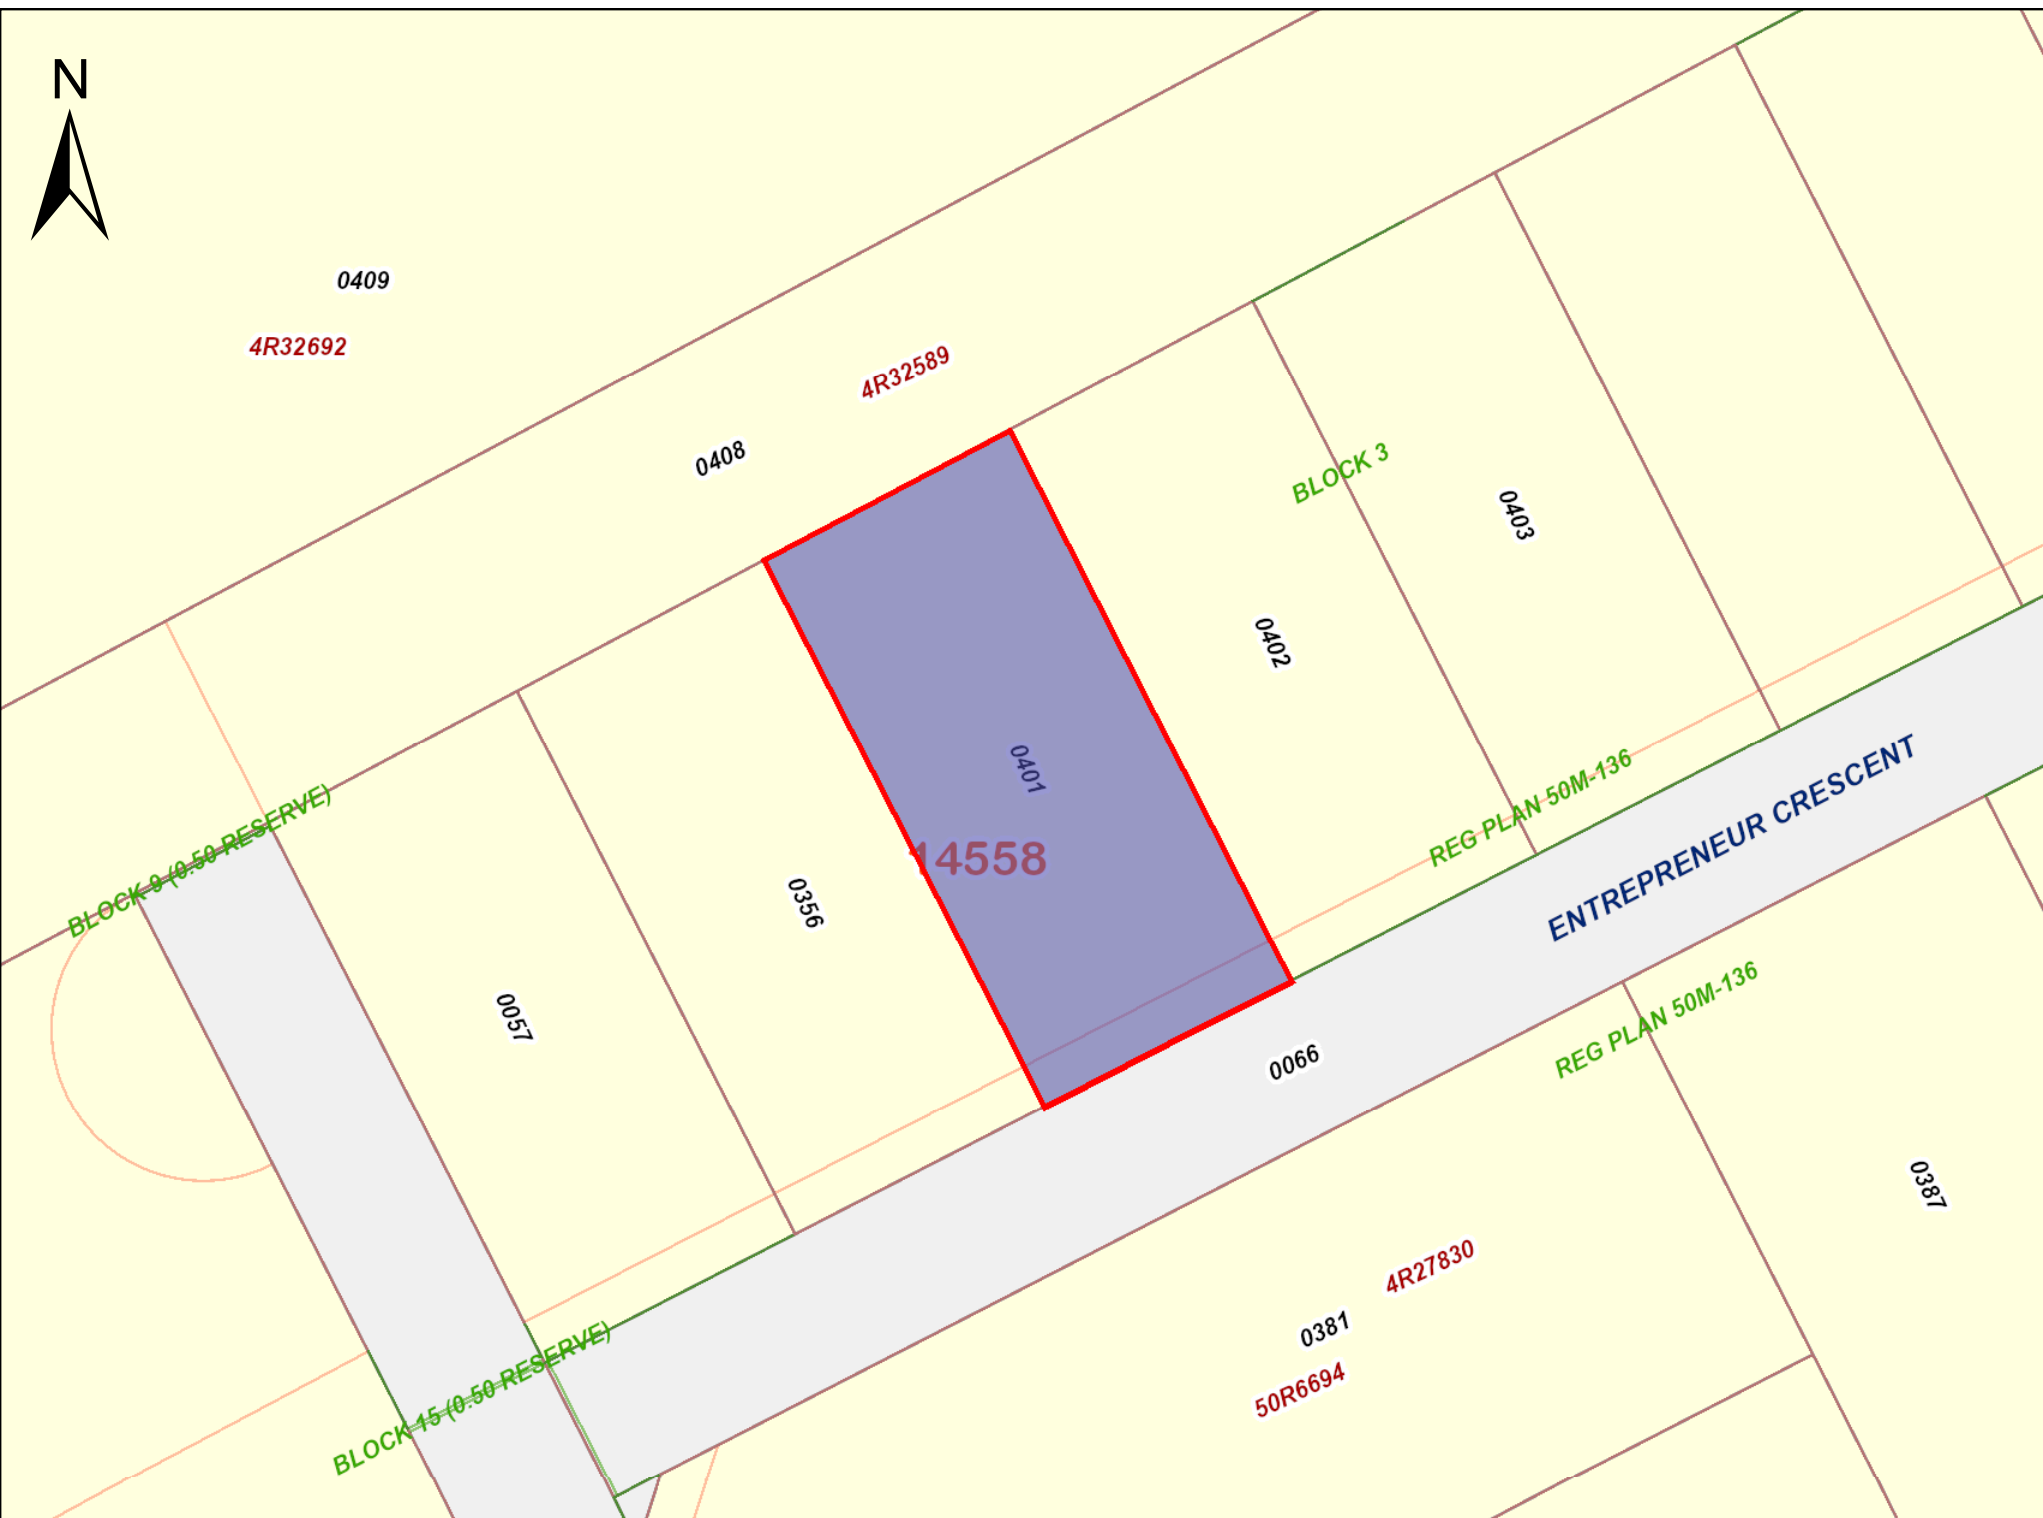 N
0409
4R32692
4R32589
0408
BLOCK 3
0403
0402
0401
14558
REG PLAN 50M-136
ENTREPRENEUR CRESCENT
BLOCK 9 (0.50 RESERVE)
0356
0057
0066
REG PLAN 50M-136
0387
4R27830
0381
50R6694
BLOCK 15 (0.50 RESERVE)